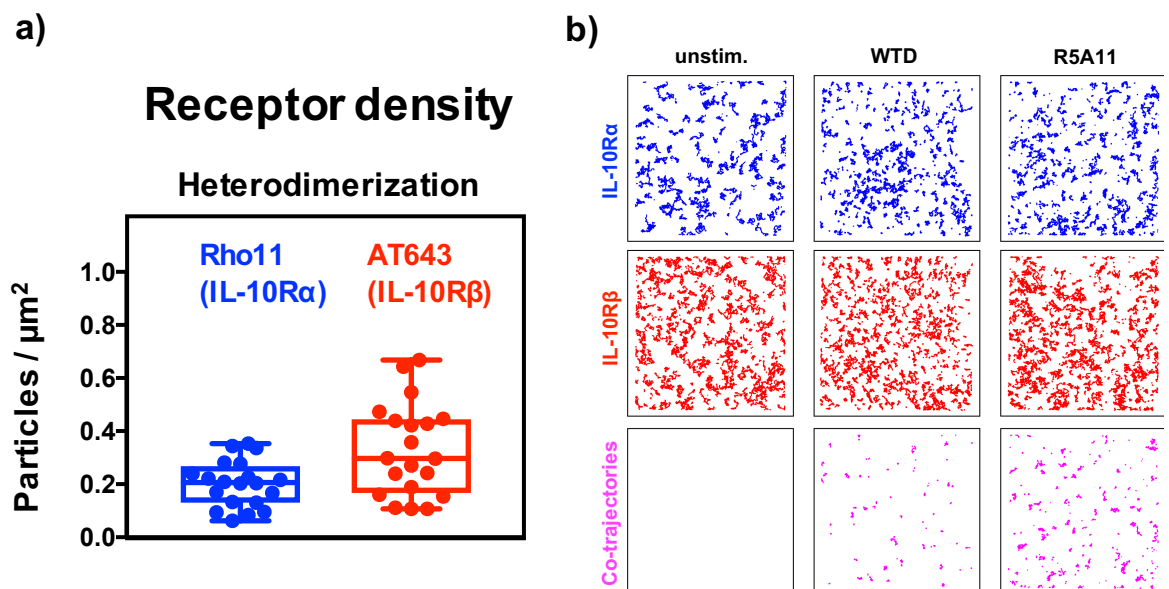 a)
Receptor density
Heterodimerization
Rho11
(IL-10Rα)
AT643
(IL-10Rβ)
Particles / µm²
1.0
0.8
0.6
0.4
0.2
0.0
b)
unstim.
WTD
R5A11
IL-10Rα
IL-10Rβ
Co-trajectories